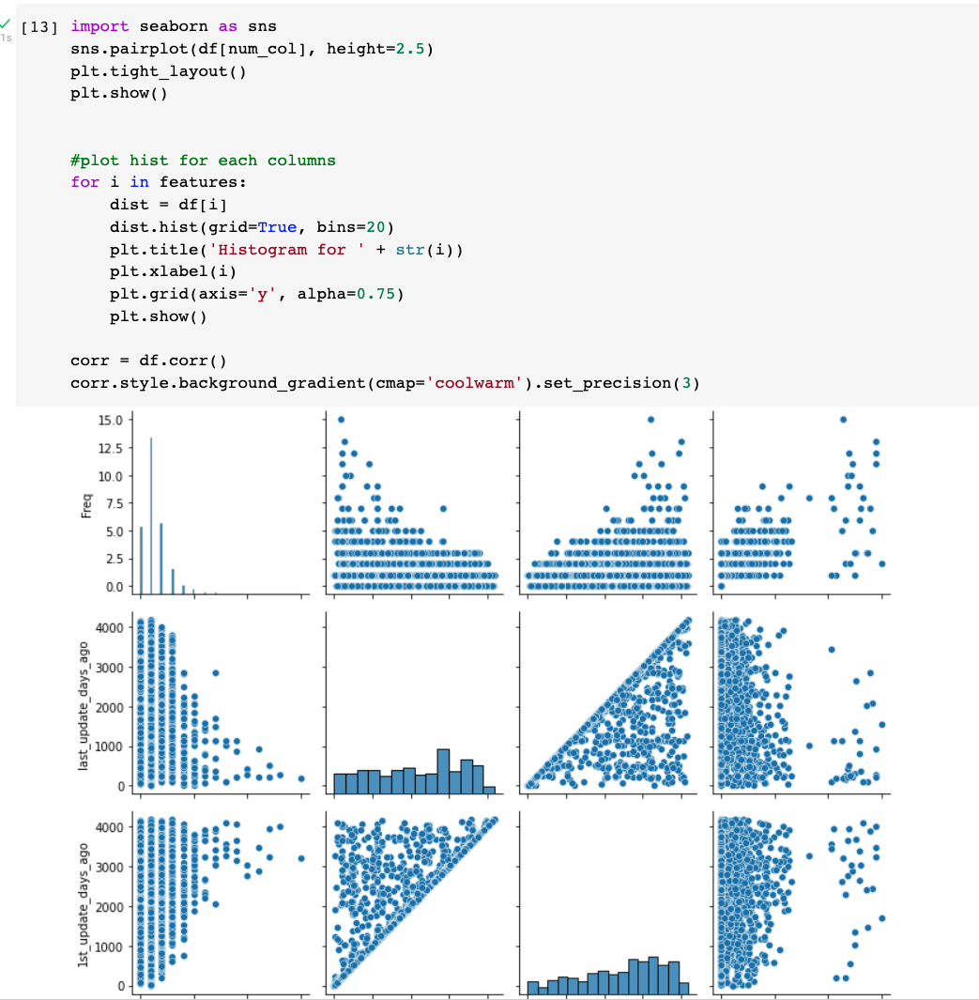 [13] import seaborn as sns
1s
sns.pairplot(df[num_col], height=2.5)
plt.tight_layout()
plt.show()
#plot hist for each columns
for i in features:
dist = df[i]
dist.hist(grid=True, bins=20)
plt.title('Histogram for ' + str(i))
plt.xlabel(i)
plt.grid(axis='y', alpha=0.75)
plt.show()
corr = df.corr()
corr.style.background_gradient(cmap='coolwarm').set_precision(3)
15.0
12.5
10.0
7.5
5.0
2.5
0.0
Freq
4000
3000
2000
1000
0
last_update_days_ago
4000
3000
2000
1000
0
1st_update_days_ago